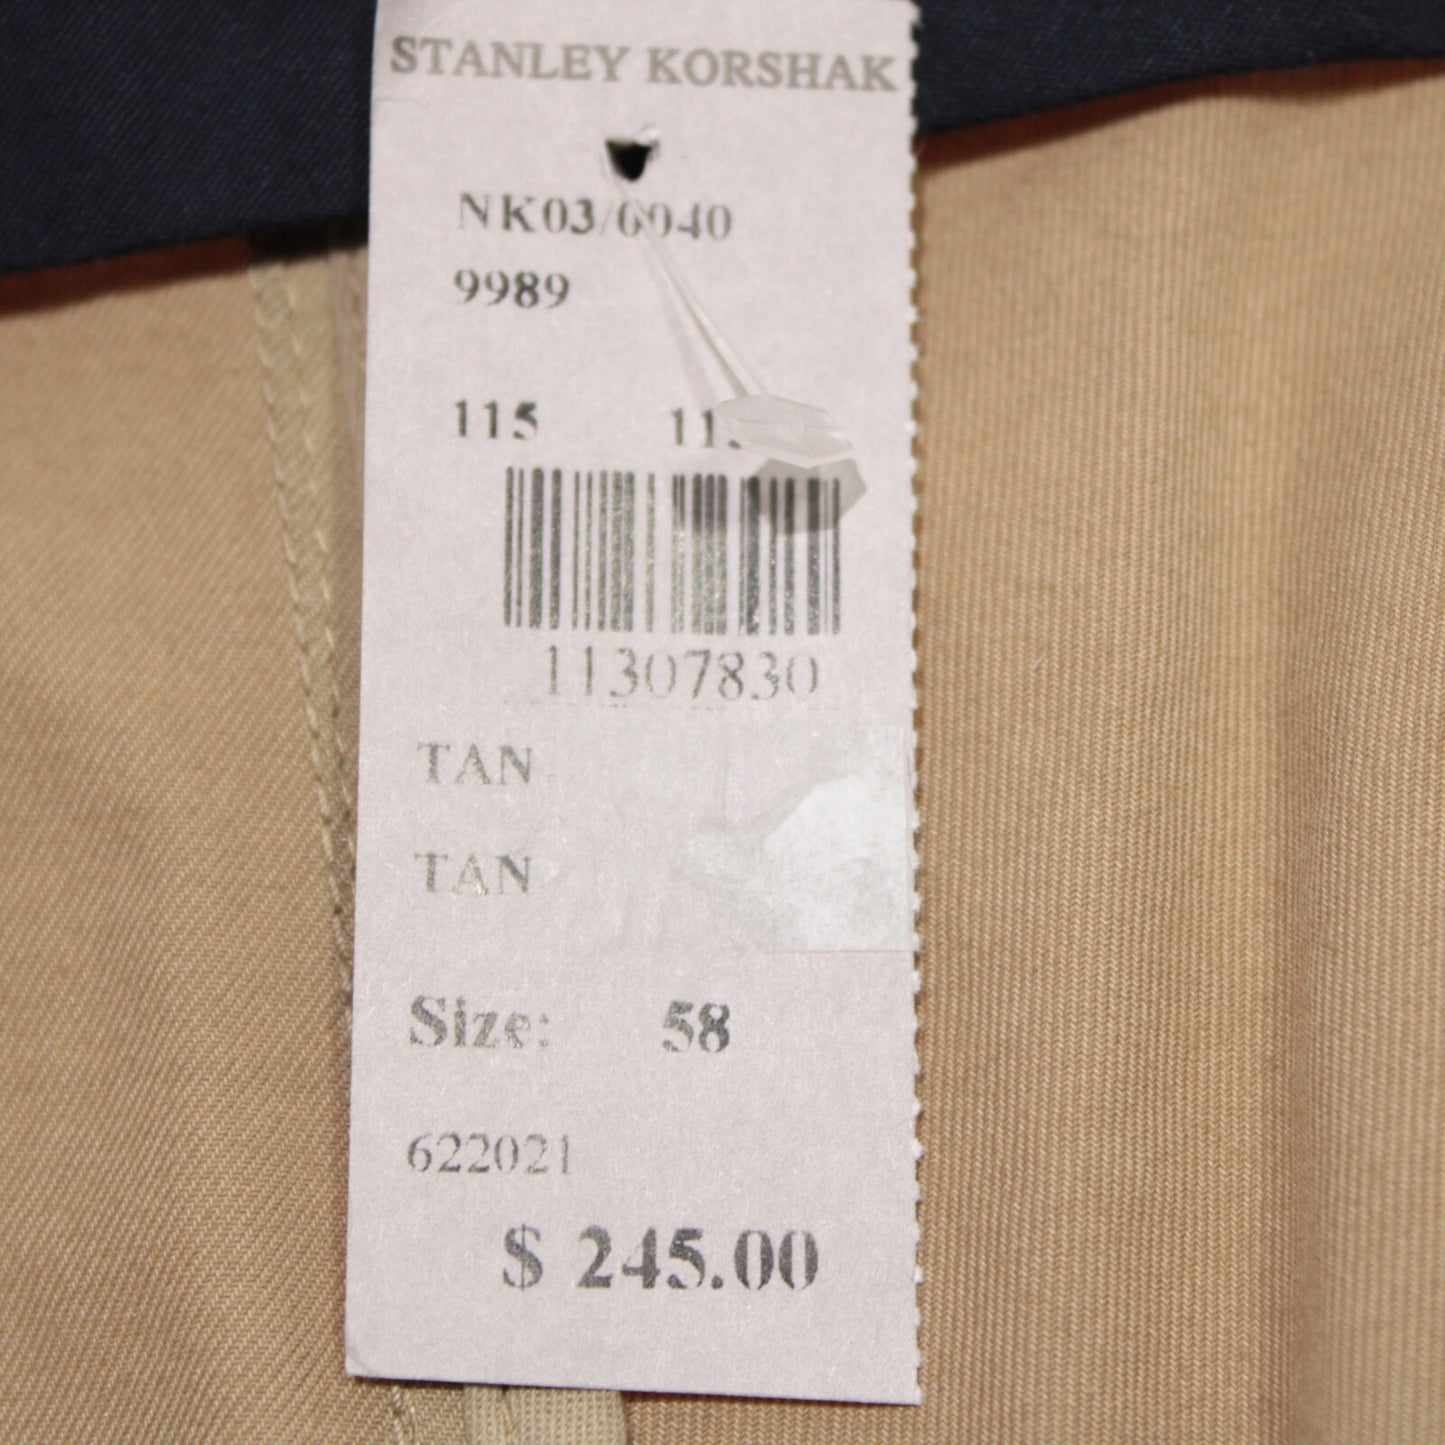 STANLEY KORSHAK
NK03/6040
9989
115
11307830
TAN
TAN
Size: 58
622021
$ 245.00